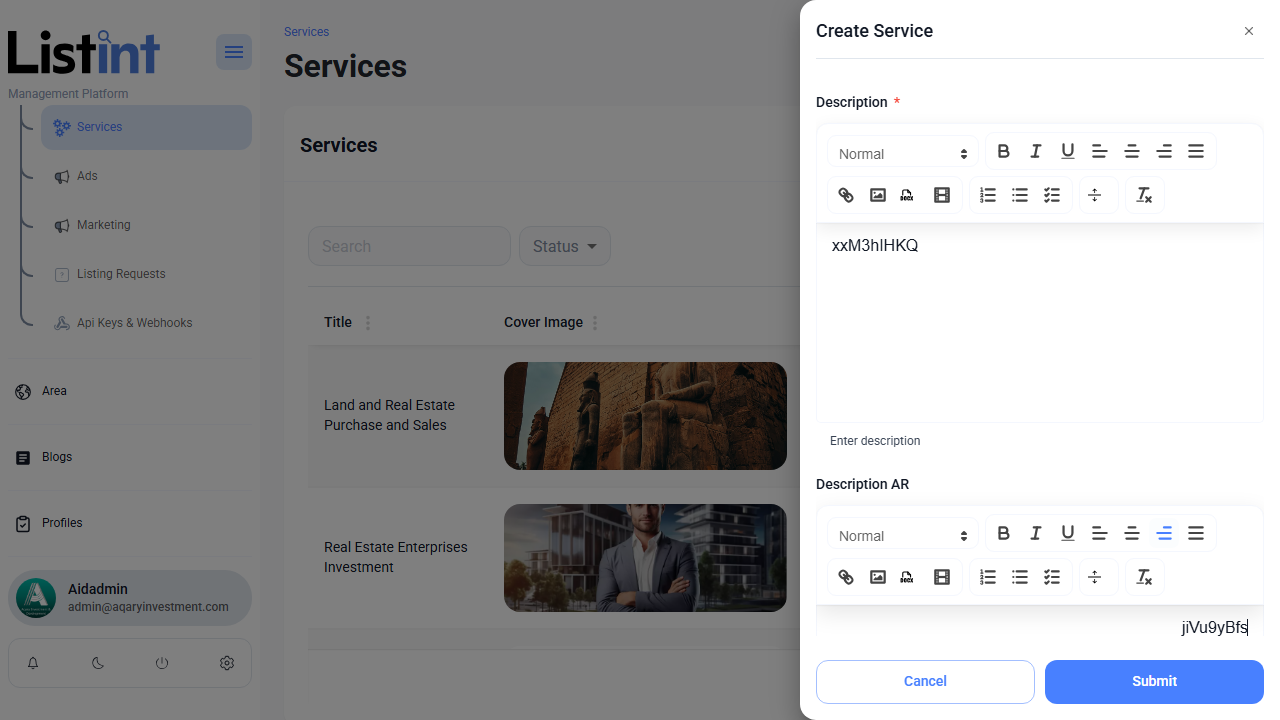 Listint
Management Platform
Services
Ads
Marketing
Listing Requests
Api Keys & Webhooks
Area
Blogs
Profiles
Aidadmin
admin@aqaryinvestment.com
Services
Services
Services
Search
Status
Title
Cover Image
Land and Real Estate
Purchase and Sales
Real Estate Enterprises
Investment
Create Service
Description *
Normal
DOCX
xxM3hIHKQ
Enter description
Description AR
Normal
DOCX
jiVu9yBfs
Cancel
Submit